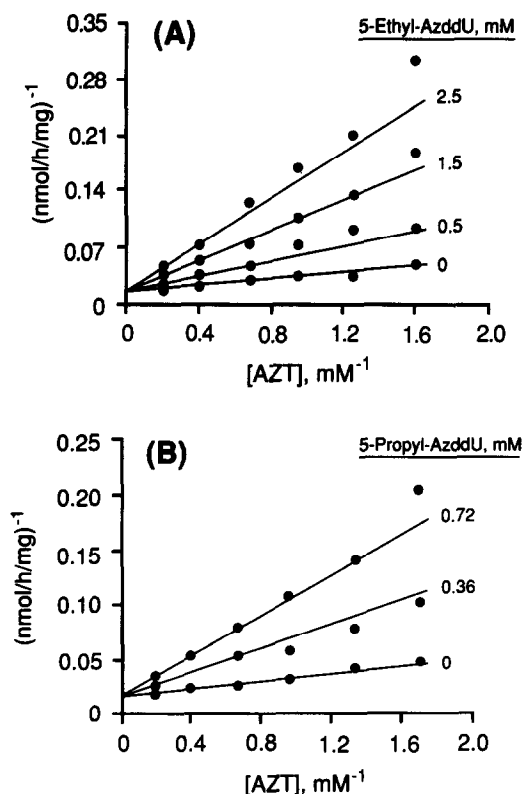 (A)
5-Ethyl-AzddU, mM
(nmol/h/mg)⁻¹
0.35
0.28
0.21
0.14
0.07
0
2.5
1.5
0.5
0
0 0.4 0.8 1.2 1.6 2.0
[AZT], mM⁻¹
(B)
5-Propyl-AzddU, mM
(nmol/h/mg)⁻¹
0.25
0.20
0.15
0.10
0.05
0
0.72
0.36
0
0 0.4 0.8 1.2 1.6 2.0
[AZT], mM⁻¹